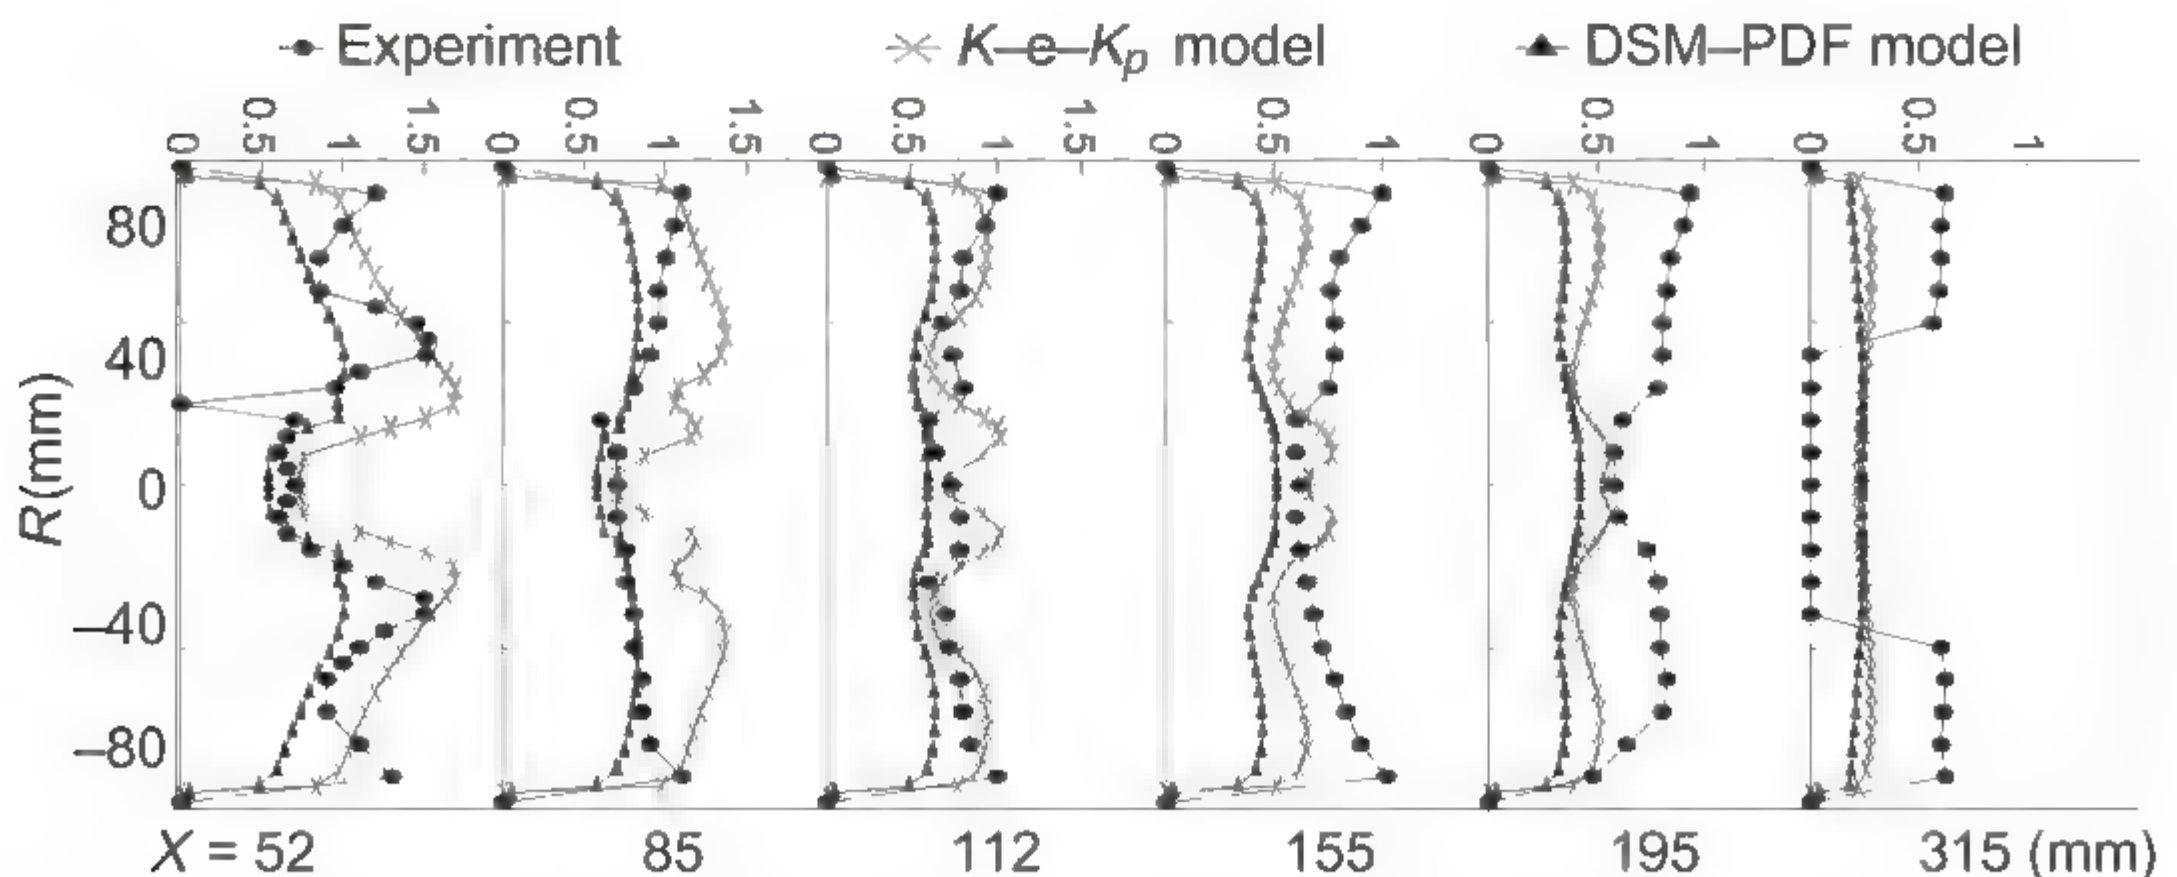 Experiment K–e–Kp model DSM–PDF model
0 0.5 1 1.5 0 0.5 1 1.5 0 0.5 1 1.5 0 0.5 1 0 0.5 1 0 0.5 1
80
40
0
–40
–80
R(mm)
X = 52 85 112 155 195 315 (mm)